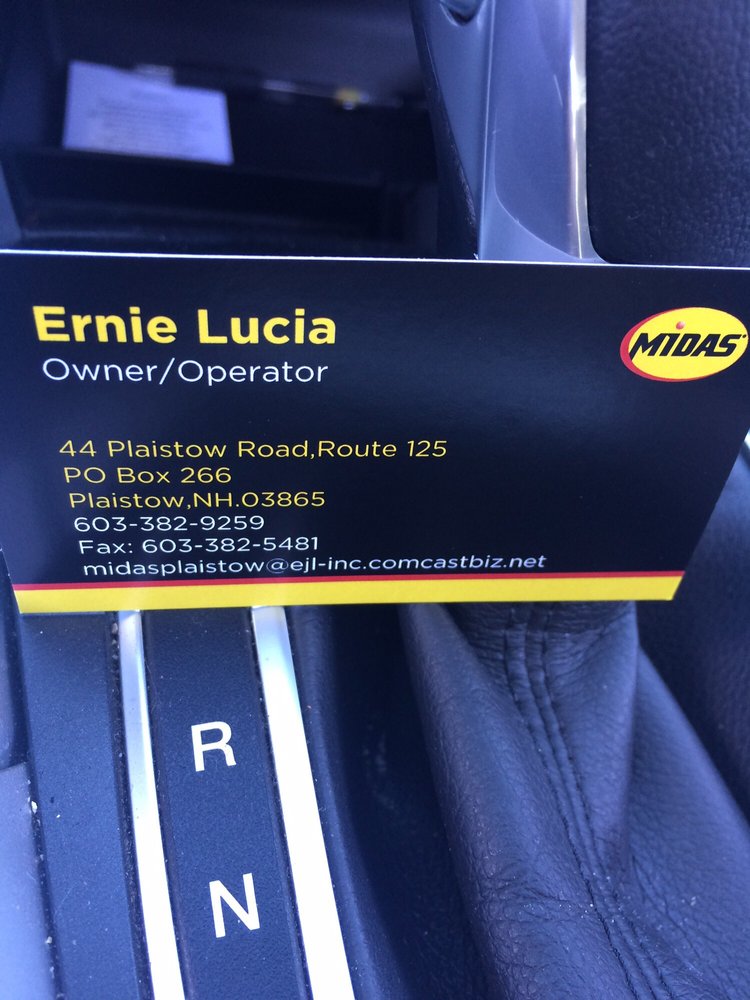 Ernie Lucia
Owner/Operator
MIDAS
44 Plaistow Road,Route 125
PO Box 266
Plaistow,NH.03865
603-382-9259
Fax: 603-382-5481
midasplaistow@ejl-inc.comcastbiz.net
R
N